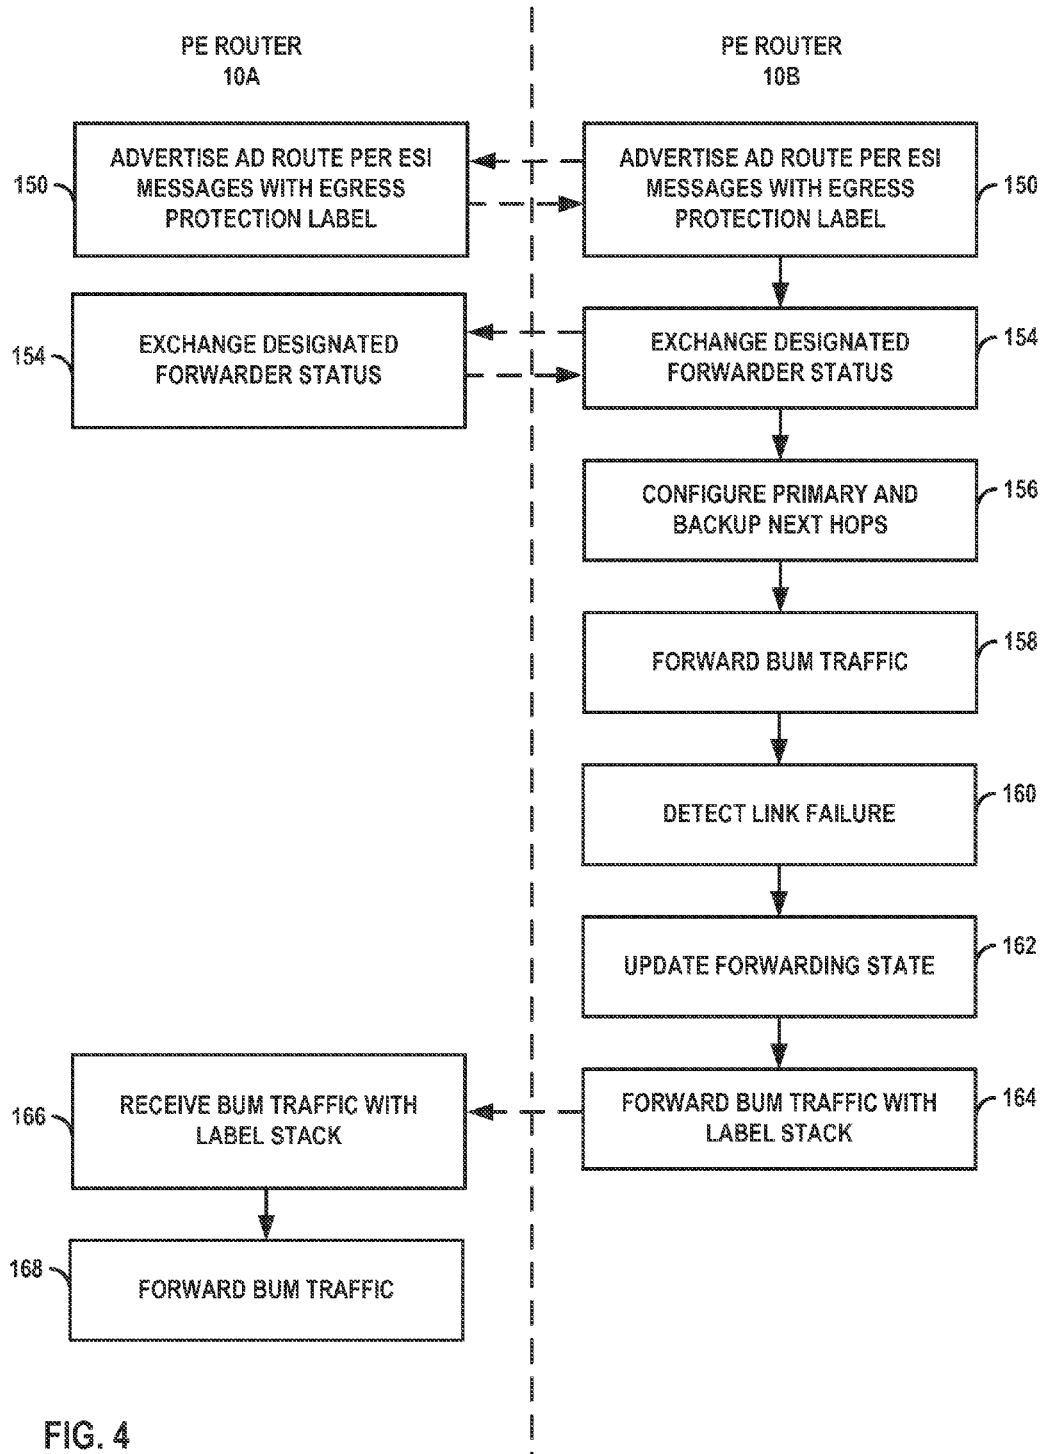 PE ROUTER
10A
PE ROUTER
10B
150
ADVERTISE AD ROUTE PER ESI
MESSAGES WITH EGRESS
PROTECTION LABEL
ADVERTISE AD ROUTE PER ESI
MESSAGES WITH EGRESS
PROTECTION LABEL
150
154
EXCHANGE DESIGNATED
FORWARDER STATUS
EXCHANGE DESIGNATED
FORWARDER STATUS
154
CONFIGURE PRIMARY AND
BACKUP NEXT HOPS
156
FORWARD BUM TRAFFIC
158
DETECT LINK FAILURE
160
UPDATE FORWARDING STATE
162
166
RECEIVE BUM TRAFFIC WITH
LABEL STACK
FORWARD BUM TRAFFIC WITH
LABEL STACK
164
168
FORWARD BUM TRAFFIC
FIG. 4